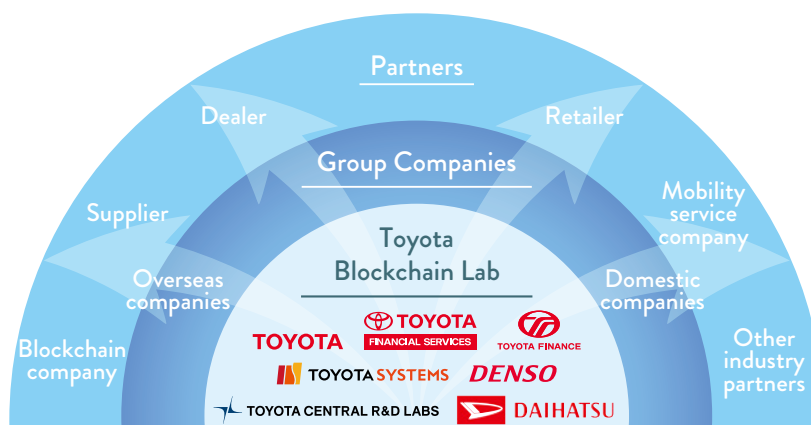 Partners
Dealer
Retailer
Group Companies
Supplier
Mobility
service
company
Toyota
Blockchain Lab
Overseas
companies
Domestic
companies
Blockchain
company
Other
industry
partners
TOYOTA
TOYOTA
FINANCIAL SERVICES
TOYOTA FINANCE
TOYOTA SYSTEMS
DENSO
TOYOTA CENTRAL R&D LABS
DAIHATSU